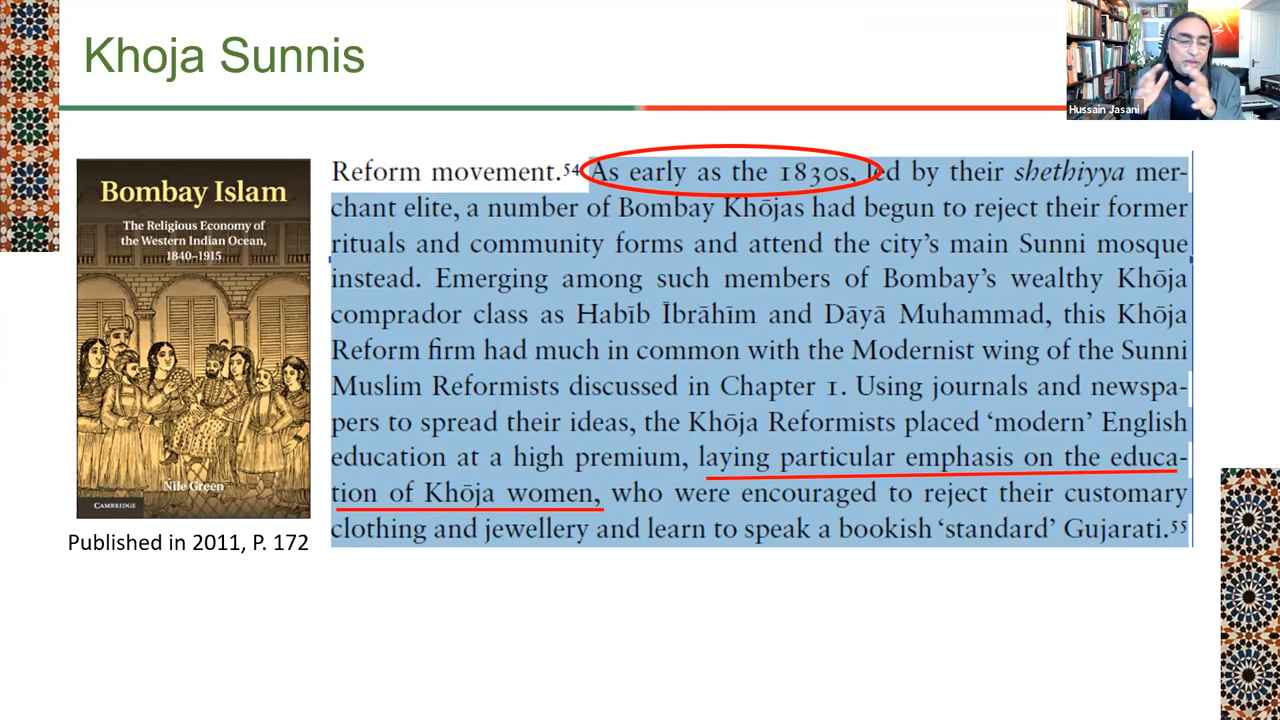 Khoja Sunnis
Hussain Jasani
Bombay Islam
The Religious Economy of
the Western Indian Ocean,
1840–1915
Nile Green
CAMBRIDGE
Published in 2011, P. 172
Reform movement.⁵⁴ As early as the 1830s, led by their shethiyya mer-
chant elite, a number of Bombay Khōjas had begun to reject their former
rituals and community forms and attend the city's main Sunni mosque
instead. Emerging among such members of Bombay's wealthy Khōja
comprador class as Habīb Ībrāhīm and Dāyā Muhammad, this Khōja
Reform firm had much in common with the Modernist wing of the Sunni
Muslim Reformists discussed in Chapter 1. Using journals and newspa-
pers to spread their ideas, the Khōja Reformists placed 'modern' English
education at a high premium, laying particular emphasis on the educa-
tion of Khōja women, who were encouraged to reject their customary
clothing and jewellery and learn to speak a bookish 'standard' Gujarati.⁵⁵